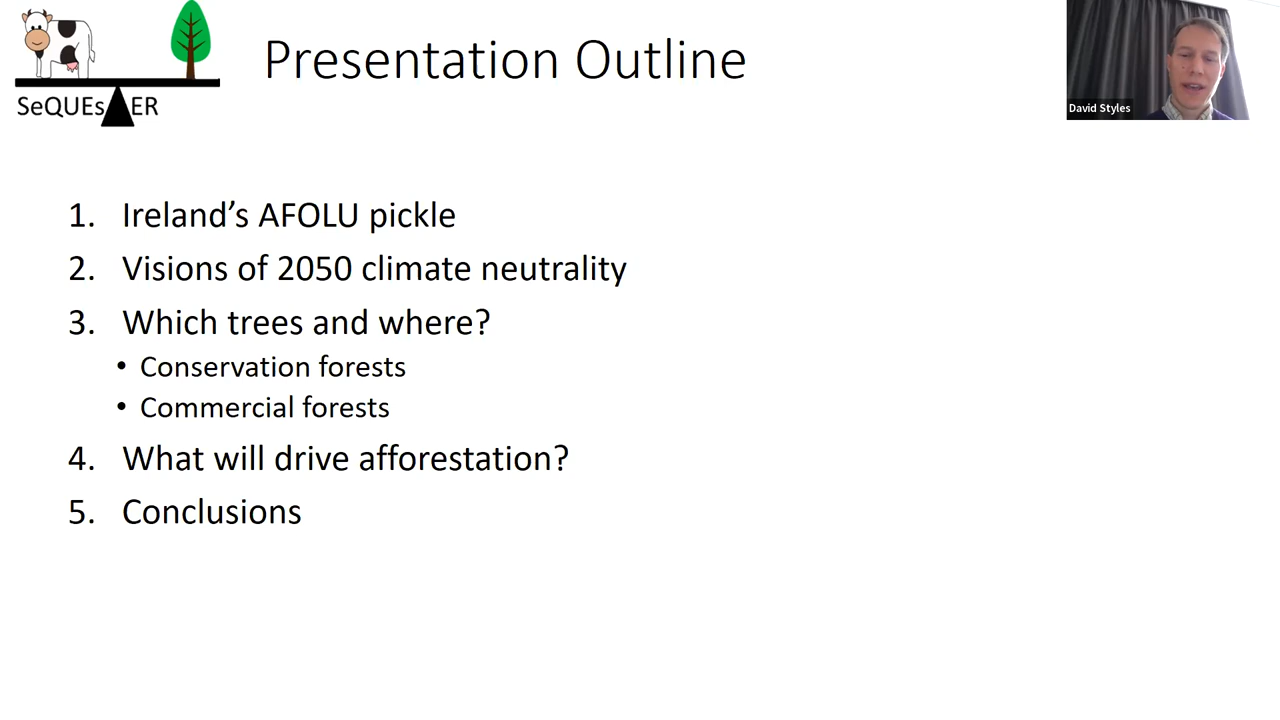 Presentation Outline
SeQUEsTER
David Styles
1. Ireland's AFOLU pickle
2. Visions of 2050 climate neutrality
3. Which trees and where?
• Conservation forests
• Commercial forests
4. What will drive afforestation?
5. Conclusions